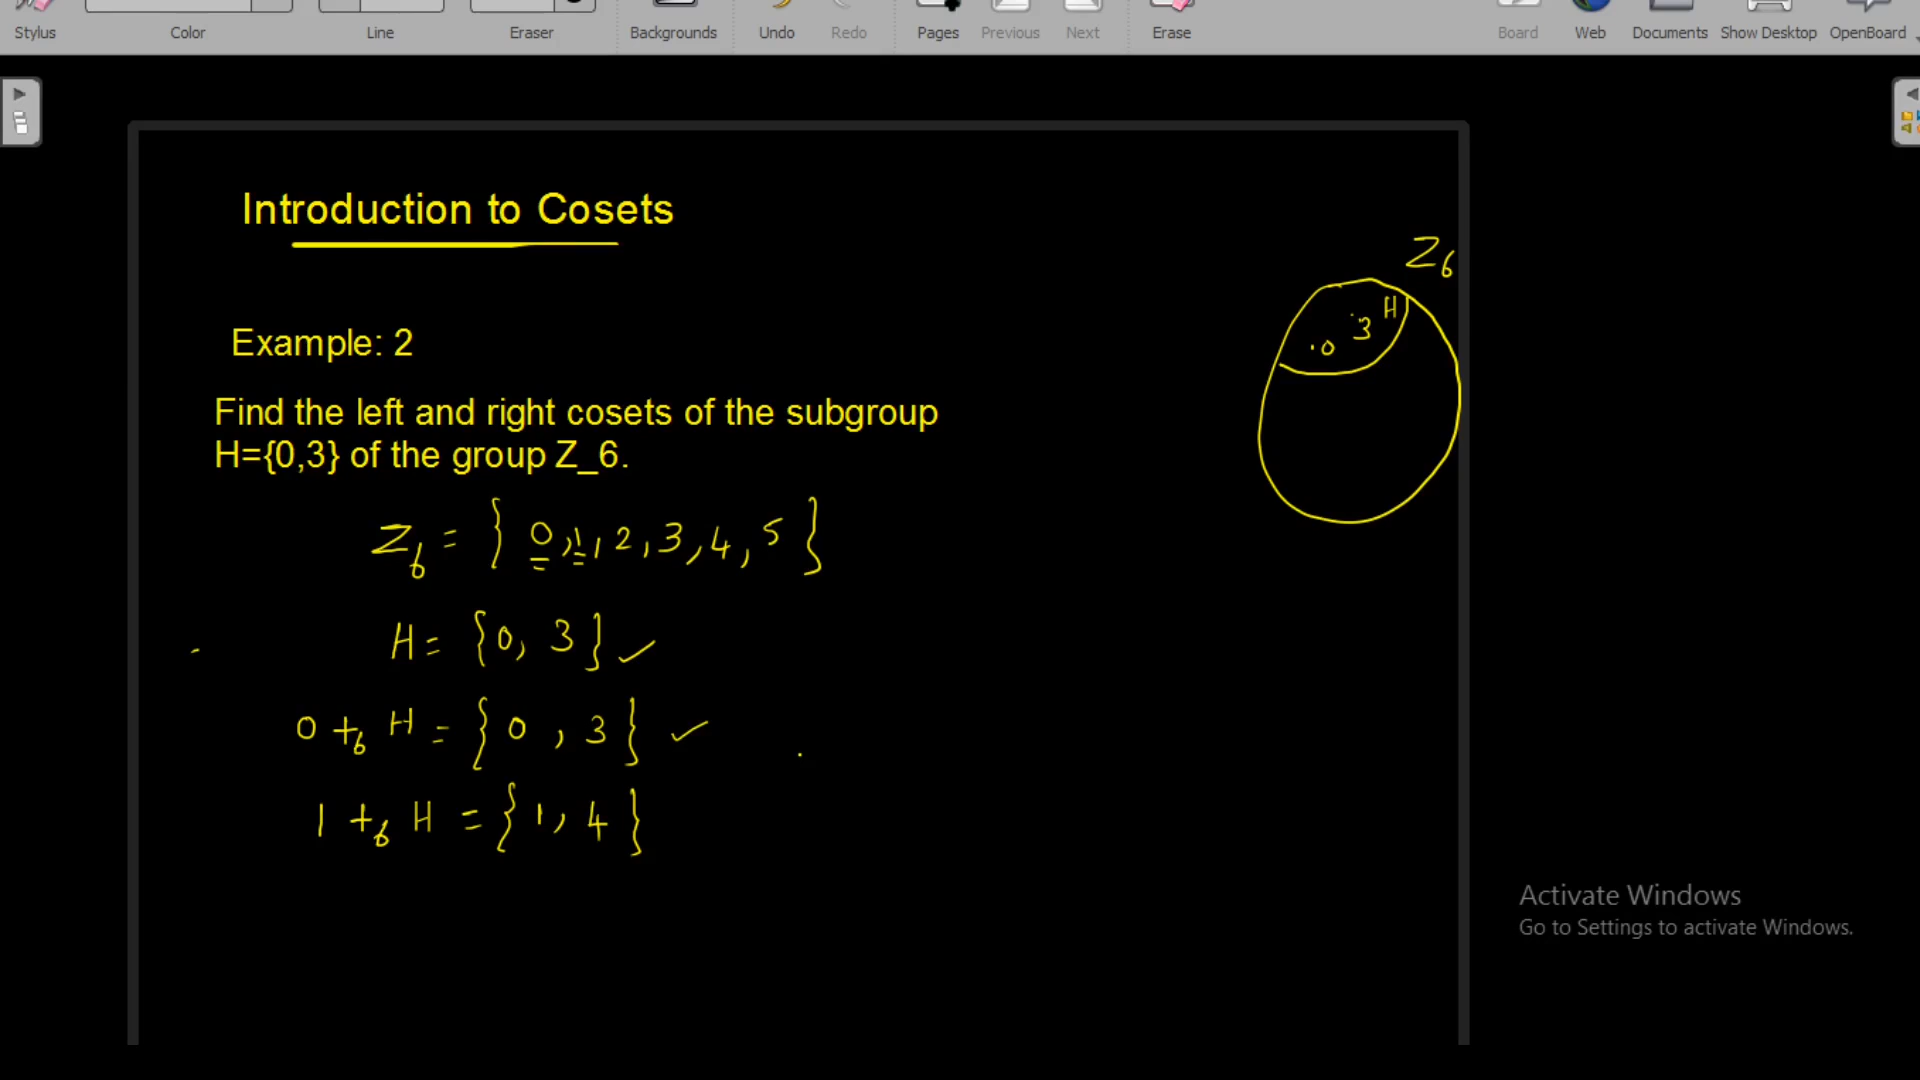 Stylus Color Line Eraser Backgrounds Undo Redo Pages Previous Next Erase Board Web Documents Show Desktop OpenBoard
Introduction to Cosets
Z₆
H
3
0
Example: 2
Find the left and right cosets of the subgroup
H={0,3} of the group Z_6.
Z₆ = { 0, 1, 2, 3, 4, 5 }
H = {0, 3} ✓
0 +₆ H = { 0 , 3 } ✓
1 +₆ H = { 1, 4 }
Activate Windows
Go to Settings to activate Windows.